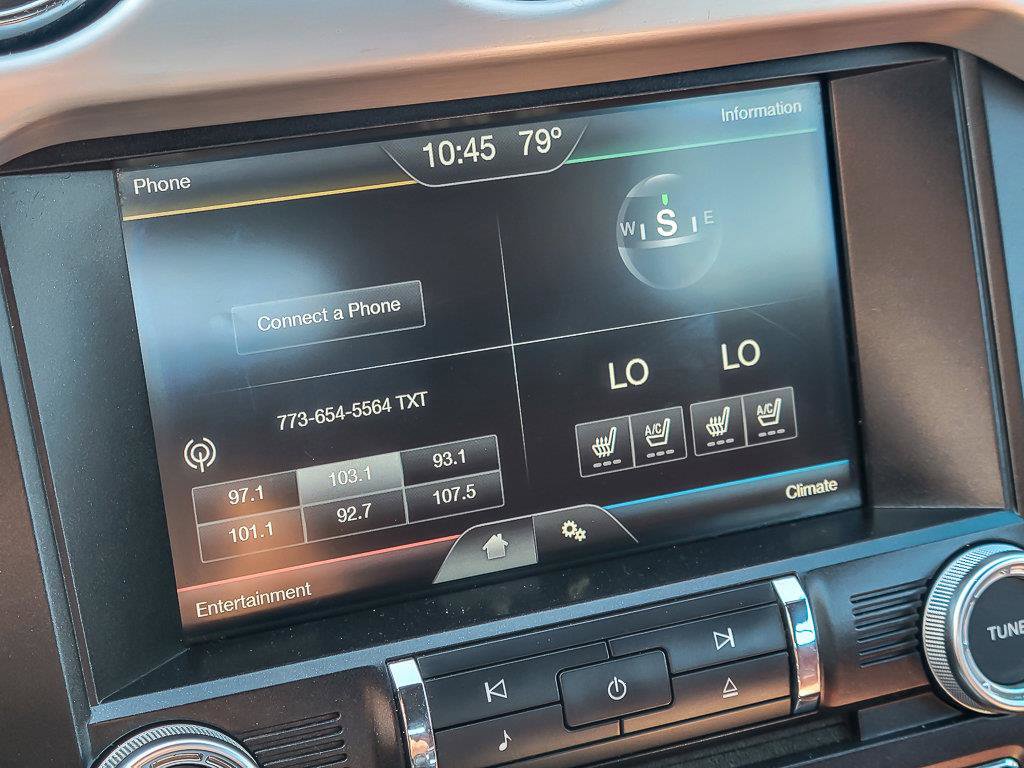 10:45 79º
Information
Phone
W S E
Connect a Phone
LO LO
773-654-5564 TXT
A/C A/C
97.1 103.1 93.1
101.1 92.7 107.5
Climate
Entertainment
TUNE